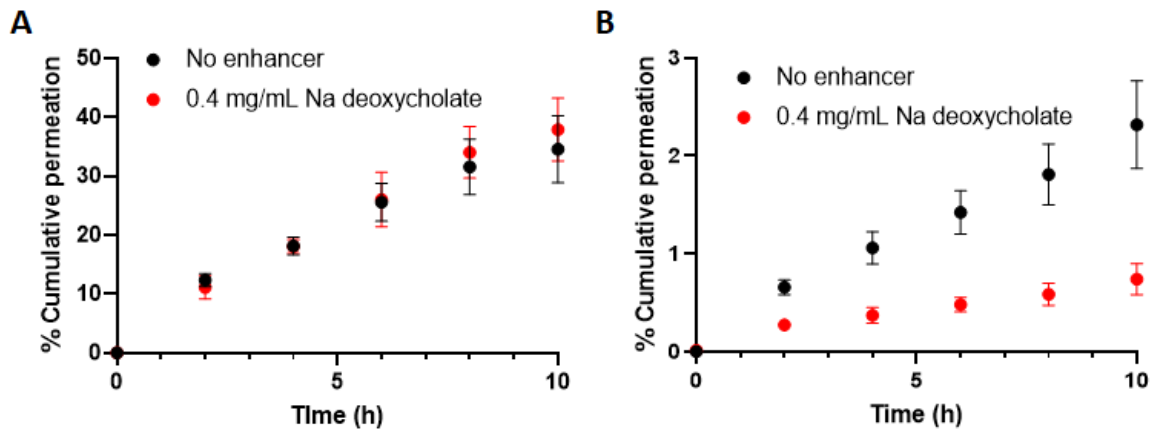 A
B
50
40
30
20
10
0
% Cumulative permeation
No enhancer
0.4 mg/mL Na deoxycholate
0
5
10
TIme (h)
3
2
1
0
% Cumulative permeation
No enhancer
0.4 mg/mL Na deoxycholate
0
5
10
Time (h)